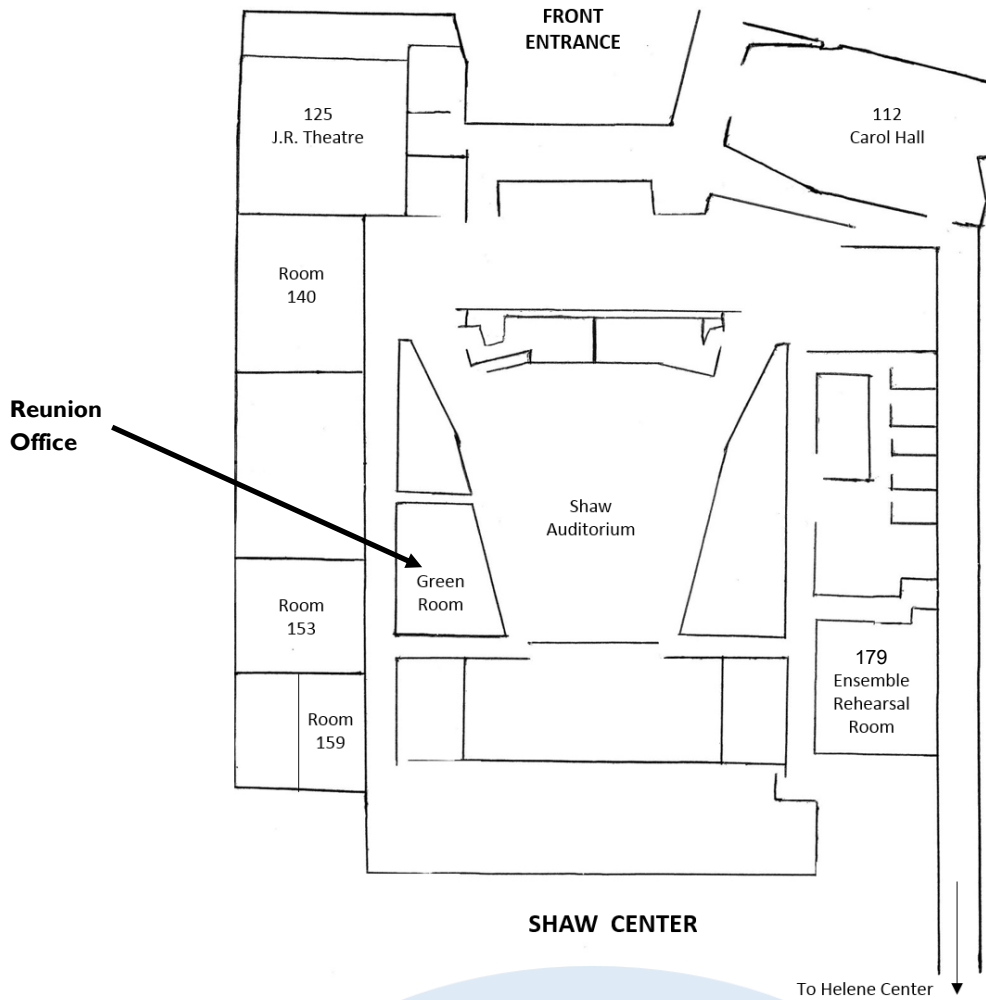 FRONT
ENTRANCE
125
J.R. Theatre
112
Carol Hall
Room
140
Reunion
Office
Shaw
Auditorium
Green
Room
Room
153
179
Ensemble
Rehearsal
Room
Room
159
SHAW CENTER
To Helene Center